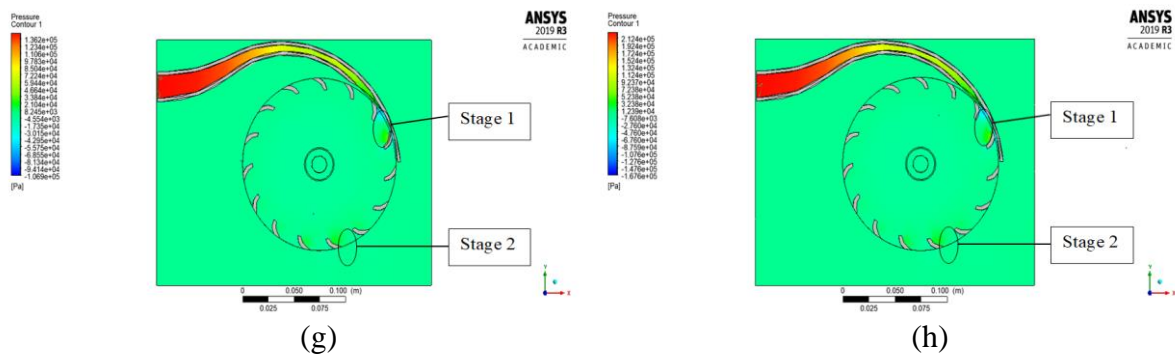 Pressure
Contour 1
1.362e+05
1.234e+05
1.106e+05
9.783e+04
8.504e+04
7.224e+04
5.944e+04
4.664e+04
3.384e+04
2.104e+04
8.245e+03
-4.554e+03
-1.735e+04
-3.015e+04
-4.295e+04
-5.575e+04
-6.855e+04
-8.134e+04
-9.414e+04
-1.069e+05
[Pa]
ANSYS
2019 R3
ACADEMIC
Stage 1
Stage 2
0 0.050 0.100 (m)
0.025 0.075
Y
X
(g)
Pressure
Contour 1
2.124e+05
1.924e+05
1.724e+05
1.524e+05
1.324e+05
1.124e+05
9.237e+04
7.238e+04
5.238e+04
3.238e+04
1.239e+04
-7.608e+03
-2.760e+04
-4.760e+04
-6.760e+04
-8.759e+04
-1.076e+05
-1.276e+05
-1.476e+05
-1.676e+05
[Pa]
ANSYS
2019 R3
ACADEMIC
Stage 1
Stage 2
0 0.050 0.100 (m)
0.025 0.075
Y
X
(h)